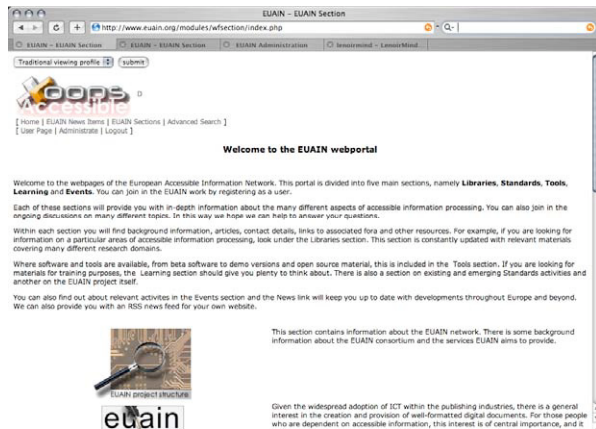 EUAIN - EUAIN Section
http://www.euain.org/modules/wfsection/index.php
EUAIN - EUAIN Section EUAIN - EUAIN Section EUAIN Administration lenoirmind - LenoirMind...
Traditional viewing profile submit
Xoops
Accessible
[ Home | EUAIN News Items | EUAIN Sections | Advanced Search ]
[ User Page | Administrate | Logout ]
Welcome to the EUAIN webportal
Welcome to the webpages of the European Accessible Information Network. This portal is divided into five main sections, namely Libraries, Standards, Tools,
Learning and Events. You can join in the EUAIN work by registering as a user.
Each of these sections will provide you with in-depth information about the many different aspects of accessible information processing. You can also join in the
ongoing discussions on many different topics. In this way we hope we can help to answer your questions.
Within each section you will find background information, articles, contact details, links to associated fora and other resources. For example, if you are looking for
information on a particular areas of accessible information processing, look under the Libraries section. This section is constantly updated with relevant materials
covering many different research domains.
Where software and tools are available, from beta software to demo versions and open source material, this is included in the Tools section. If you are looking for
materials for training purposes, the Learning section should give you plenty to think about. There is also a section on existing and emerging Standards activities and
another on the EUAIN project itself.
You can also find out about relevant activites in the Events section and the News link will keep you up to date with developments throughout Europe and beyond.
We can also provide you with an RSS news feed for your own website.
This section contains information about the EUAIN network. There is some background
information about the EUAIN consortium and the services EUAIN aims to provide.
EUAIN project structure
euain
Given the widespread adoption of ICT within the publishing industries, there is a general
interest in the creation and provision of well-formatted digital documents. For those people
who are dependent on accessible information, this interest is of central importance, and it